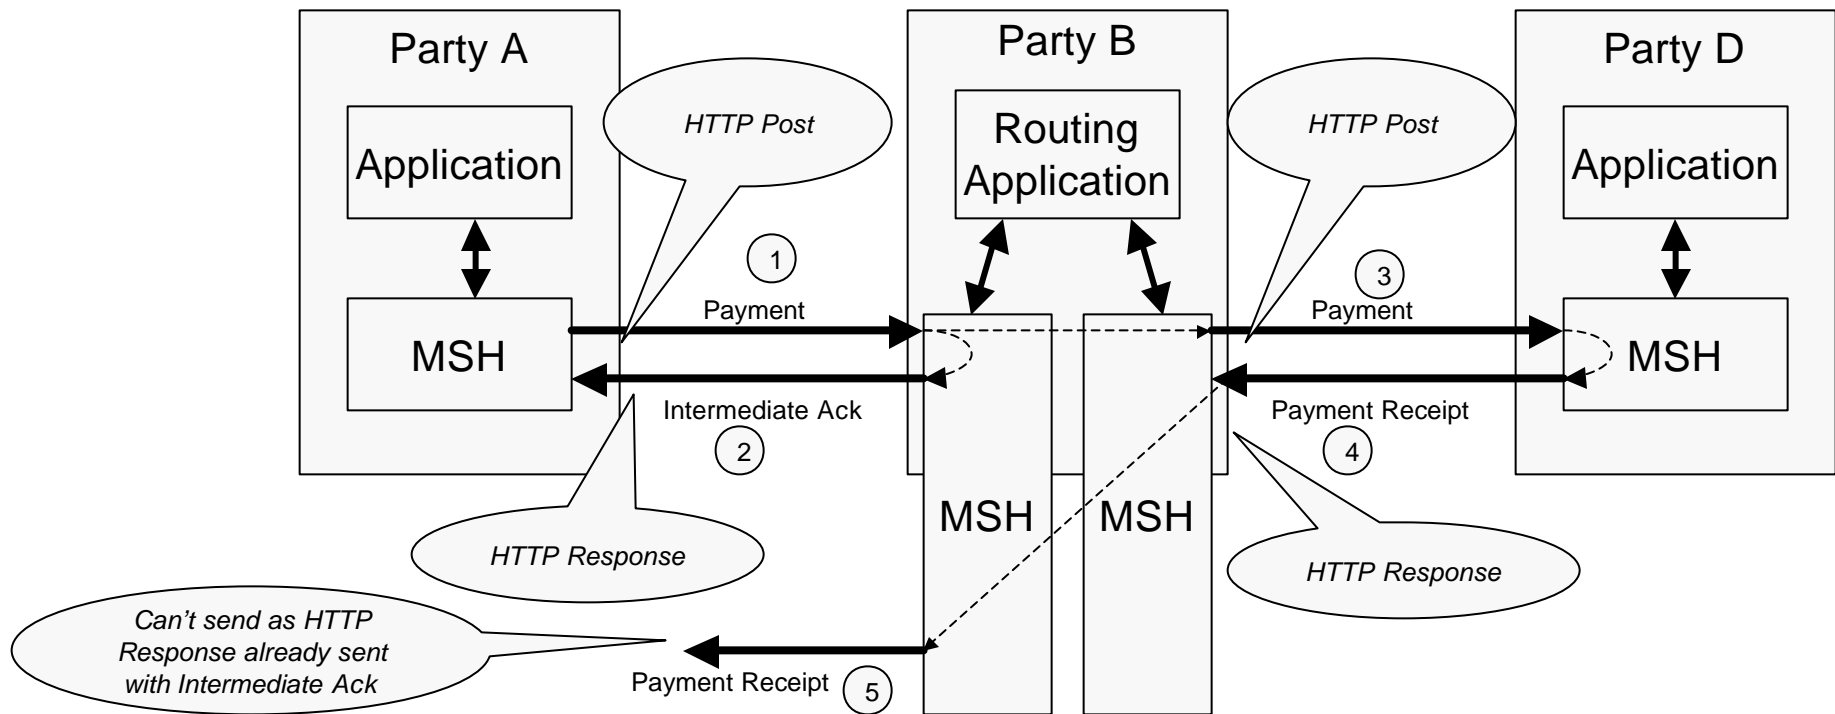 Party A
Party B
Party D
HTTP Post
HTTP Post
Application
Routing
Application
Application
1
3
Payment
Payment
MSH
MSH
Intermediate Ack
Payment Receipt
2
4
MSH
MSH
HTTP Response
HTTP Response
Can’t send as HTTP
Response already sent
with Intermediate Ack
Payment Receipt
5